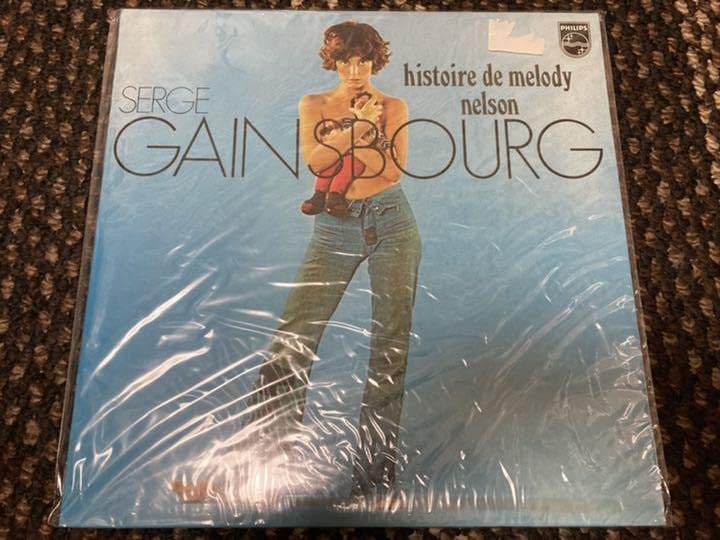 PHILIPS
histoire de melody
nelson
SERGE
GAINSBOURG